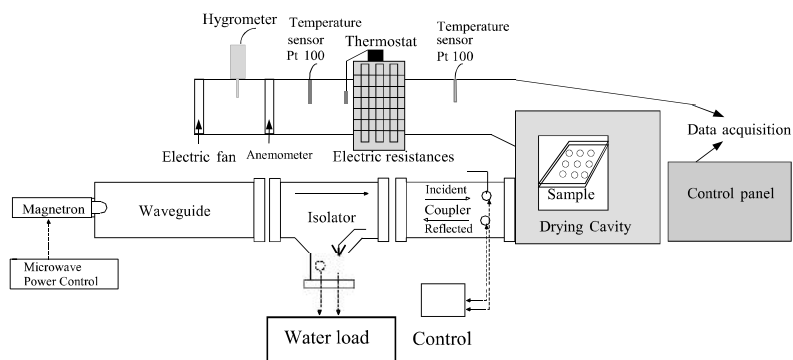 Hygrometer
Temperature
sensor
Pt 100
Thermostat
Temperature
sensor
Pt 100
Data acquisition
Electric fan
Anemometer
Electric resistances
Magnetron
Waveguide
Isolator
Incident
Coupler
Reflected
Sample
Drying Cavity
Control panel
Microwave
Power Control
Water load
Control